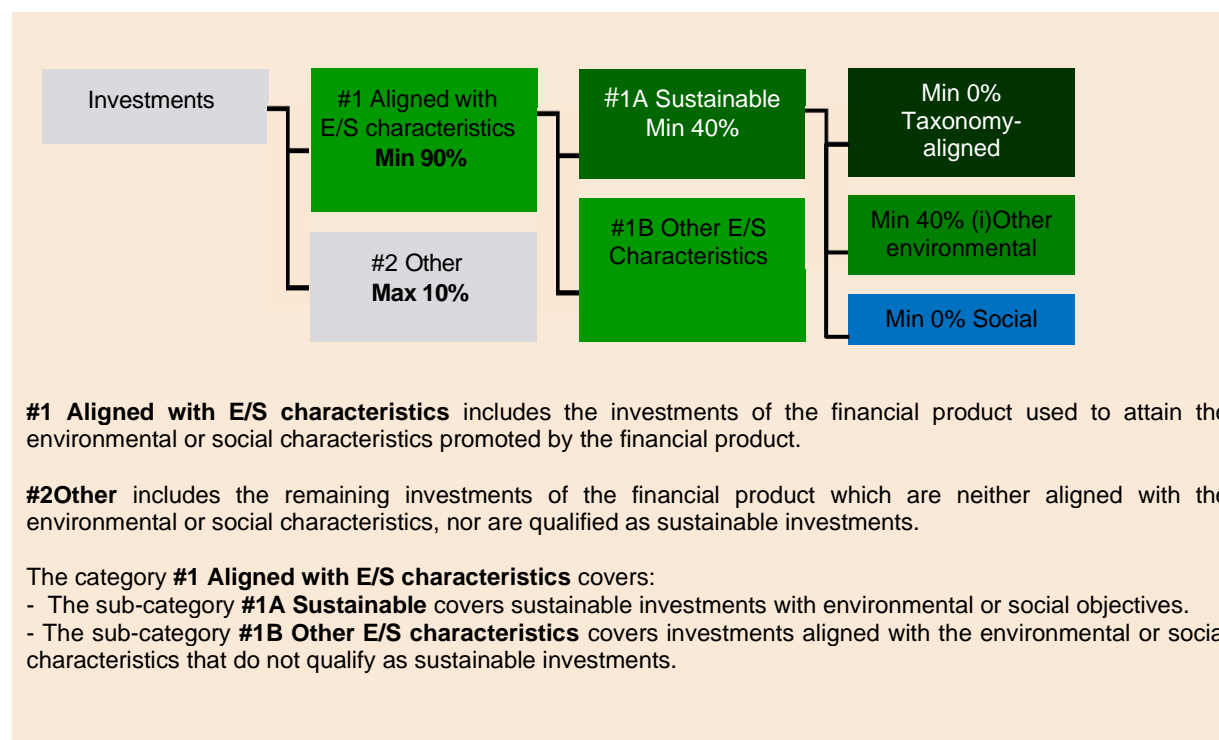 Investments
#1 Aligned with
E/S characteristics
Min 90%
#2 Other
Max 10%
#1A Sustainable
Min 40%
#1B Other E/S
Characteristics
Min 0%
Taxonomy-
aligned
Min 40% (i)Other
environmental
Min 0% Social
#1 Aligned with E/S characteristics includes the investments of the financial product used to attain the
environmental or social characteristics promoted by the financial product.
#2Other includes the remaining investments of the financial product which are neither aligned with the
environmental or social characteristics, nor are qualified as sustainable investments.
The category #1 Aligned with E/S characteristics covers:
- The sub-category #1A Sustainable covers sustainable investments with environmental or social objectives.
- The sub-category #1B Other E/S characteristics covers investments aligned with the environmental or social
characteristics that do not qualify as sustainable investments.